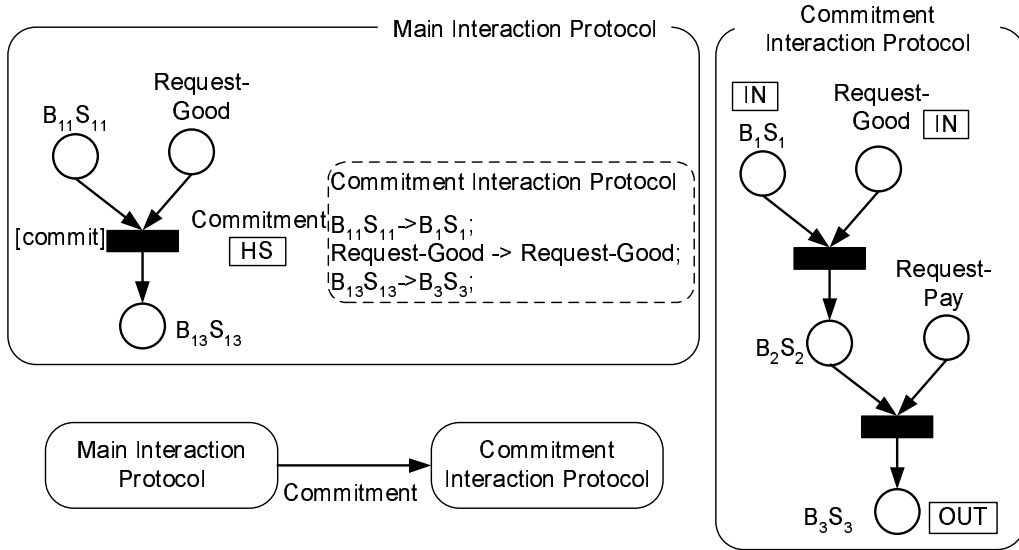 Main Interaction Protocol
Request-
Good
B₁₁S₁₁
[commit]
Commitment
HS
B₁₃S₁₃
Commitment Interaction Protocol
B₁₁S₁₁->B₁S₁;
Request-Good -> Request-Good;
B₁₃S₁₃->B₃S₃;
Main Interaction
Protocol
Commitment
Commitment
Interaction Protocol
Commitment
Interaction Protocol
IN
B₁S₁
Request-
Good
IN
Request-
Pay
B₂S₂
B₃S₃
OUT